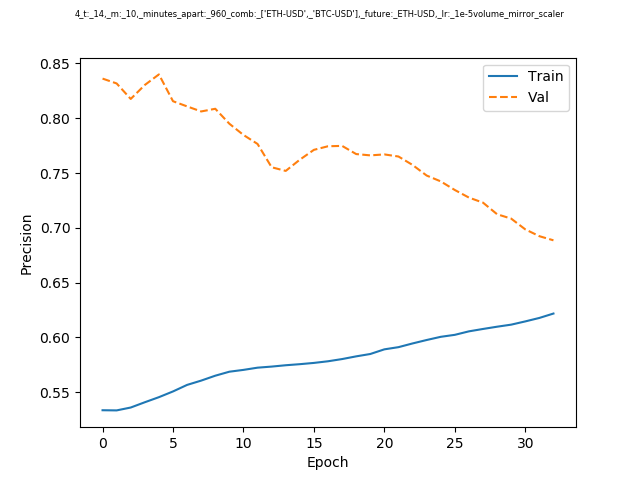 4_t:_14,_m:_10,_minutes_apart:_960_comb:_['ETH-USD',_'BTC-USD'],_future:_ETH-USD,_lr:_1e-5volume_mirror_scaler
0.85
Train
Val
0.80
0.75
0.70
Precision
0.65
0.60
0.55
0 5 10 15 20 25 30
Epoch